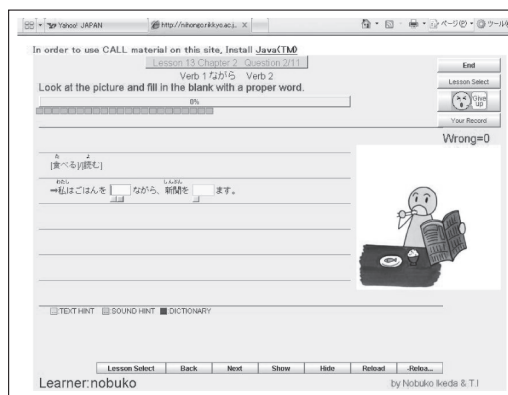 Yahoo! JAPAN
http://nihongo.rikkyo.ac.j.. X
ページ(P)
ツール
In order to use CALL material on this site, Install Java(TM)
Lesson 13 Chapter 2 Question 2/11
Verb 1 ながら Verb 2
Look at the picture and fill in the blank with a proper word.
0%
End
Lesson Select
Give up
Your Record
Wrong=0
た よ
[食べる]/[読む]
わたし しんぶん
⇒私はごはんを ながら、新聞を ます。
TEXT HINT SOUND HINT DICTIONARY
Lesson Select Back Next Show Hide Reload -Reloa...
Learner:nobuko
by Nobuko Ikeda & T.I